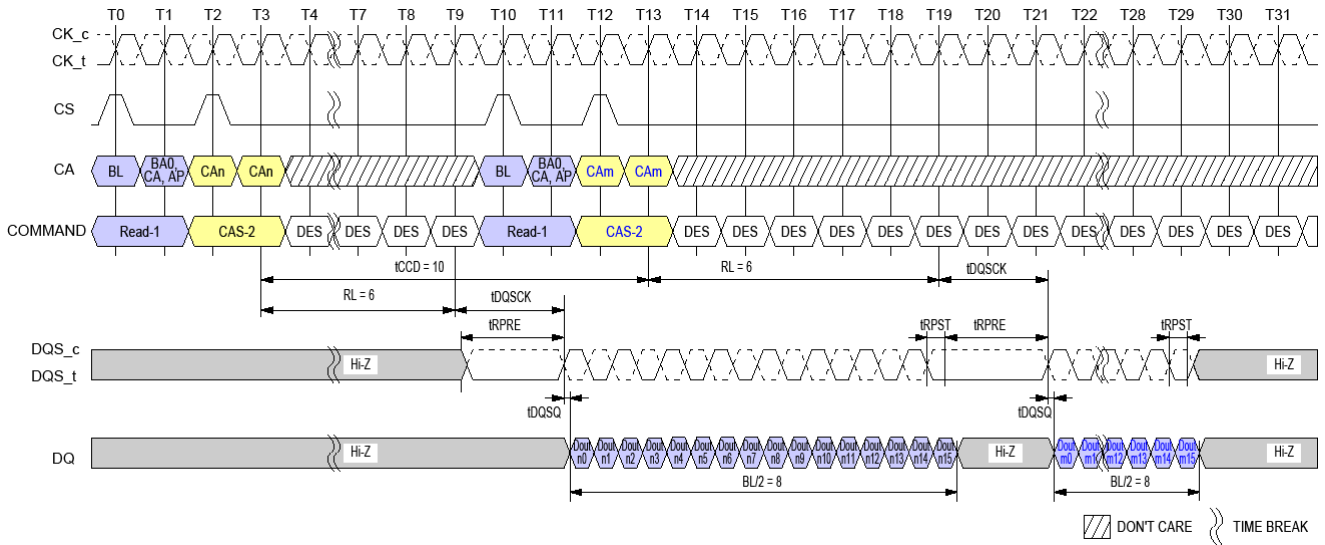 T0 T1 T2 T3 T4 T7 T8 T9 T10 T11 T12 T13 T14 T15 T16 T17 T18 T19 T20 T21 T22 T28 T29 T30 T31
CK_c
CK_t
CS
CA BL BA0, CA, AP CAn CAn BL BA0, CA, AP CAm CAm
COMMAND Read-1 CAS-2 DES DES DES DES Read-1 CAS-2 DES DES DES DES DES DES DES DES DES DES DES DES DES
tCCD = 10 RL = 6 tDQSCK
RL = 6 tDQSCK
tRPRE tRPST tRPRE tRPST
DQS_c
DQS_t
Hi-Z Hi-Z
tDQSQ tDQSQ
DQ Hi-Z Dout n0 Dout n1 Dout n2 Dout n3 Dout n4 Dout n5 Dout n6 Dout n7 Dout n8 Dout n9 Dout n10 Dout n11 Dout n12 Dout n13 Dout n14 Dout n15 Hi-Z Dout m0 Dout m1 Dout m12 Dout m13 Dout m14 Dout m15 Hi-Z
BL/2 = 8 BL/2 = 8
DON'T CARE TIME BREAK